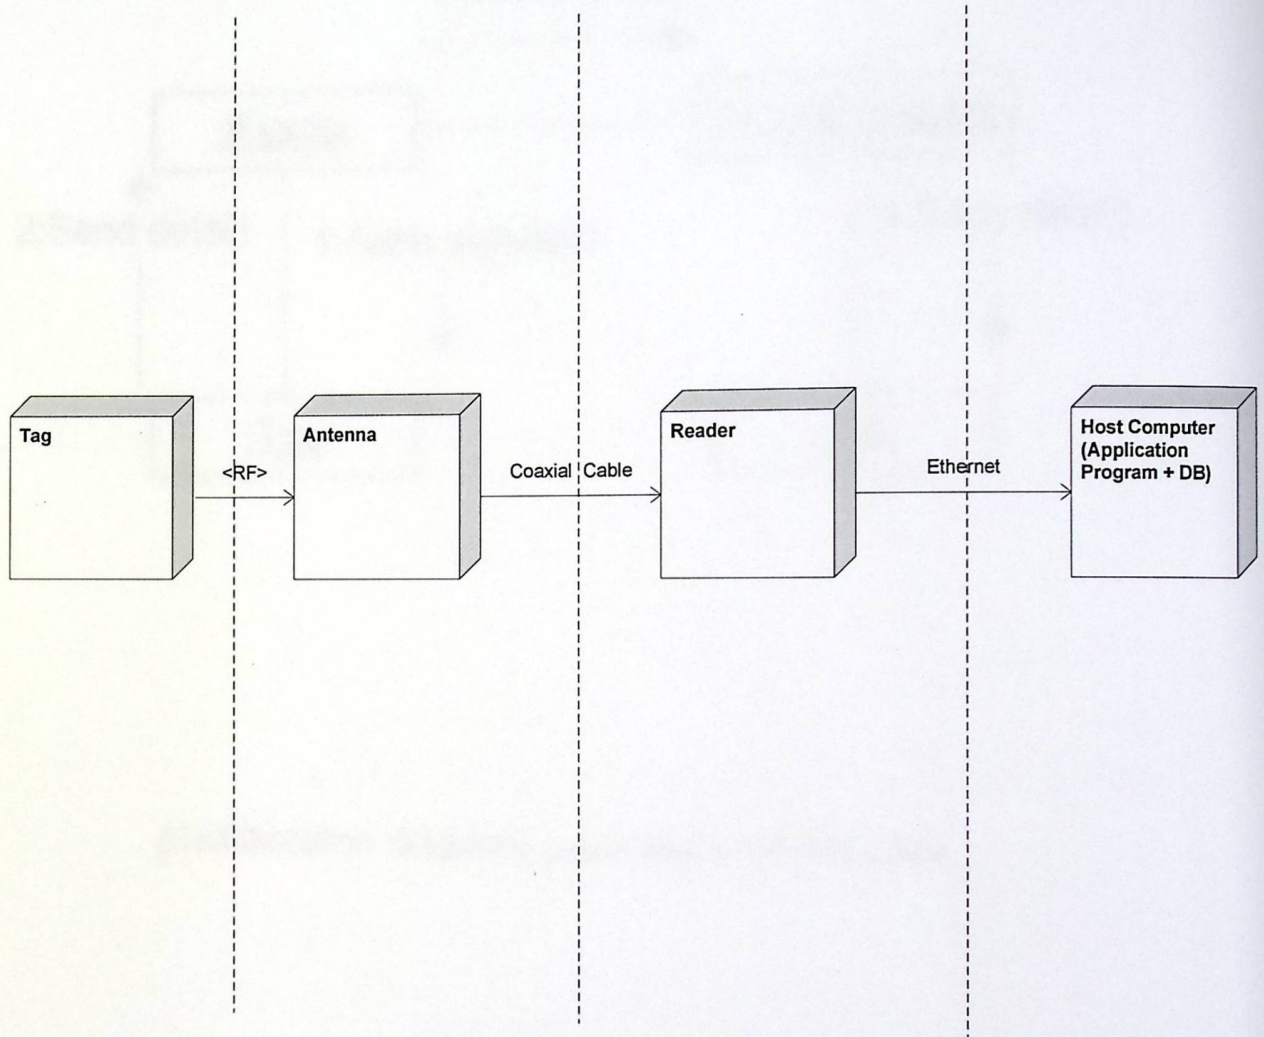 Tag
<RF>
Antenna
Coaxial Cable
Reader
Ethernet
Host Computer
(Application
Program + DB)